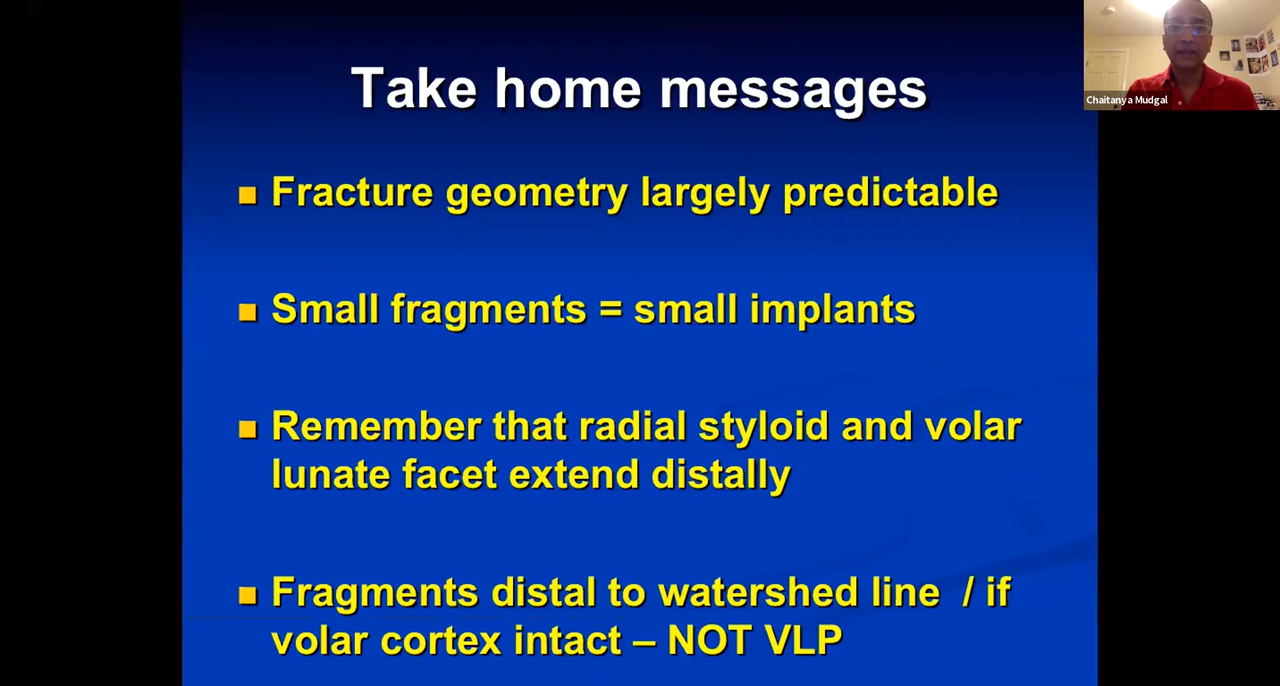 Take home messages
Chaitanya Mudgal
Fracture geometry largely predictable
Small fragments = small implants
Remember that radial styloid and volar
lunate facet extend distally
Fragments distal to watershed line / if
volar cortex intact – NOT VLP